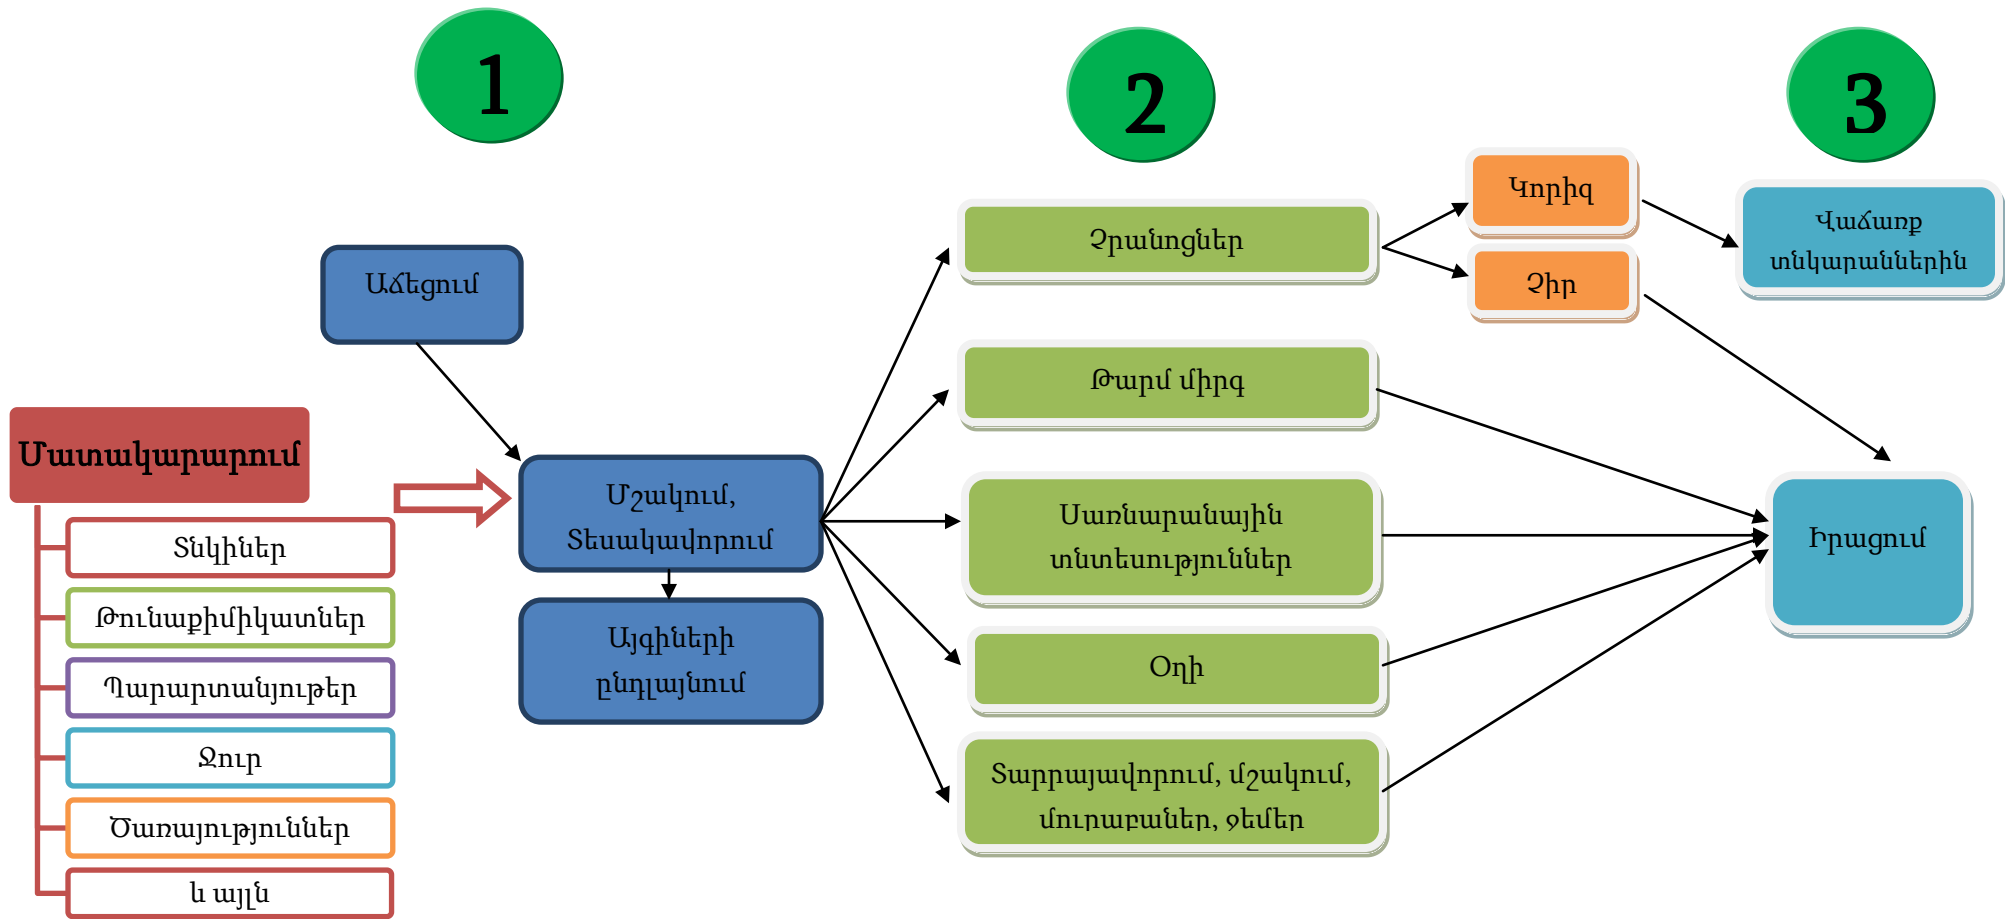 1
2
3
Աճեցում
Մատակարարում
Տնկիներ
Թունաքիմիկատներ
Պարարտանյութեր
Ջուր
Ծառայություններ
և այլն
Մշակում,
Տեսակավորում
Այգիների
ընդլայնում
Չրանոցներ
Թարմ միրգ
Սառնարանային
տնտեսություններ
Օղի
Տարրայավորում, մշակում,
մուրաբաներ, ջեմեր
Կորիզ
Չիր
Վաճառք
տնկարաններին
Իրացում